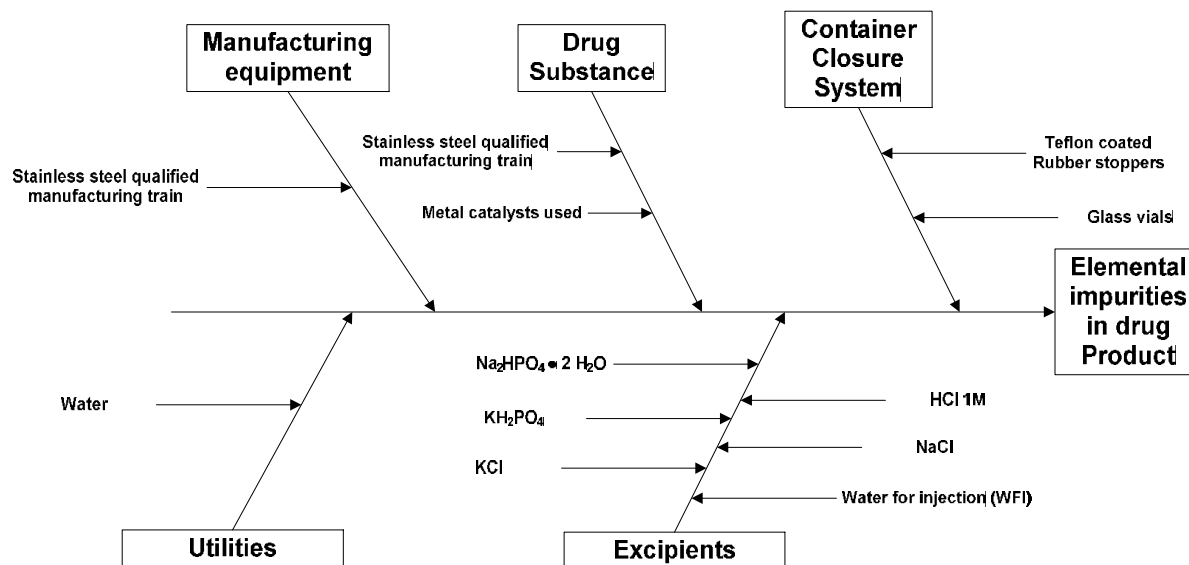 Manufacturing
equipment
Drug
Substance
Container
Closure
System
Stainless steel qualified
manufacturing train
Stainless steel qualified
manufacturing train
Metal catalysts used
Teflon coated
Rubber stoppers
Glass vials
Elemental
impurities
in drug
Product
Na₂HPO₄ • 2 H₂O
HCl 1M
KH₂PO₄
NaCl
KCl
Water for injection (WFI)
Water
Utilities
Excipients